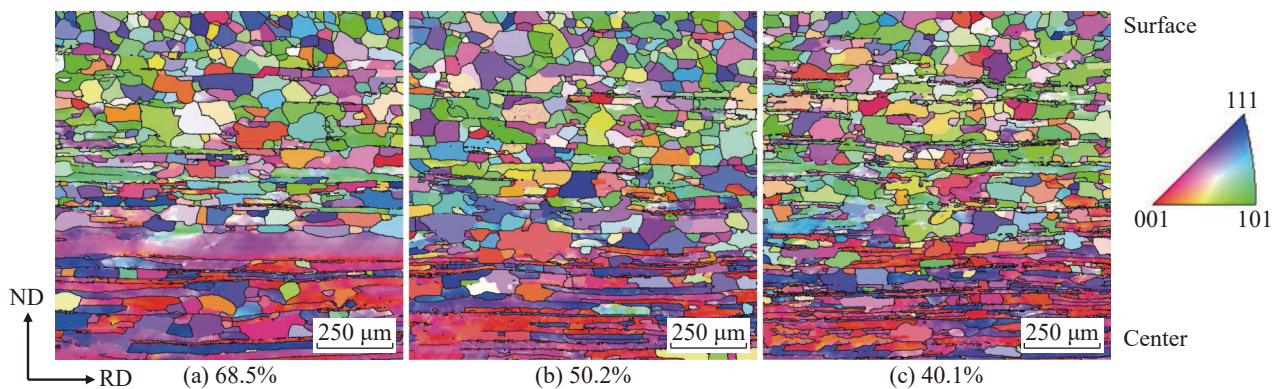 Surface
111
001
101
ND
250 μm
250 μm
250 μm
Center
RD
(a) 68.5%
(b) 50.2%
(c) 40.1%